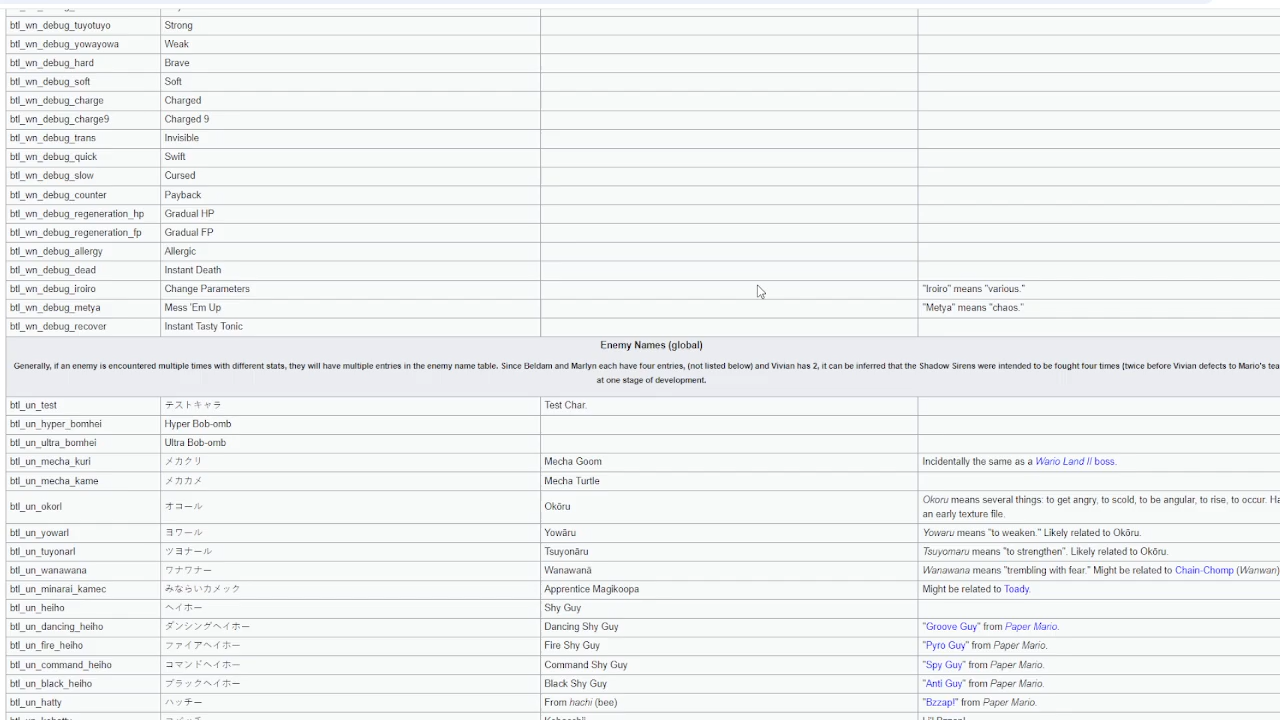 btl_wn_debug_tuyotuyo Strong
btl_wn_debug_yowayowa Weak
btl_wn_debug_hard Brave
btl_wn_debug_soft Soft
btl_wn_debug_charge Charged
btl_wn_debug_charge9 Charged 9
btl_wn_debug_trans Invisible
btl_wn_debug_quick Swift
btl_wn_debug_slow Cursed
btl_wn_debug_counter Payback
btl_wn_debug_regeneration_hp Gradual HP
btl_wn_debug_regeneration_fp Gradual FP
btl_wn_debug_allergy Allergic
btl_wn_debug_dead Instant Death
btl_wn_debug_iroiro Change Parameters "Iroiro" means "various."
btl_wn_debug_metya Mess 'Em Up "Metya" means "chaos."
btl_wn_debug_recover Instant Tasty Tonic
Enemy Names (global)
Generally, if an enemy is encountered multiple times with different stats, they will have multiple entries in the enemy name table. Since Beldam and Marlyn each have four entries, (not listed below) and Vivian has 2, it can be inferred that the Shadow Sirens were intended to be fought four times (twice before Vivian defects to Mario's tea
at one stage of development.
btl_un_test テストキャラ Test Char.
btl_un_hyper_bomhei Hyper Bob-omb
btl_un_ultra_bomhei Ultra Bob-omb
btl_un_mecha_kuri メカクリ Mecha Goom Incidentally the same as a Wario Land II boss.
btl_un_mecha_kame メカカメ Mecha Turtle
btl_un_okorl オコール Okōru Okoru means several things: to get angry, to scold, to be angular, to rise, to occur. Ha
an early texture file.
btl_un_yowarl ヨワール Yowāru Yowaru means "to weaken." Likely related to Okōru.
btl_un_tuyonarl ツヨナール Tsuyonāru Tsuyomaru means "to strengthen". Likely related to Okōru.
btl_un_wanawana ワナワナー Wanawanā Wanawana means "trembling with fear." Might be related to Chain-Chomp (Wanwan)
btl_un_minarai_kamec みならいカメック Apprentice Magikoopa Might be related to Toady.
btl_un_heiho ヘイホー Shy Guy
btl_un_dancing_heiho ダンシングヘイホー Dancing Shy Guy "Groove Guy" from Paper Mario.
btl_un_fire_heiho ファイアヘイホー Fire Shy Guy "Pyro Guy" from Paper Mario.
btl_un_command_heiho コマンドヘイホー Command Shy Guy "Spy Guy" from Paper Mario.
btl_un_black_heiho ブラックヘイホー Black Shy Guy "Anti Guy" from Paper Mario.
btl_un_hatty ハッチー From hachi (bee) "Bzzap!" from Paper Mario.